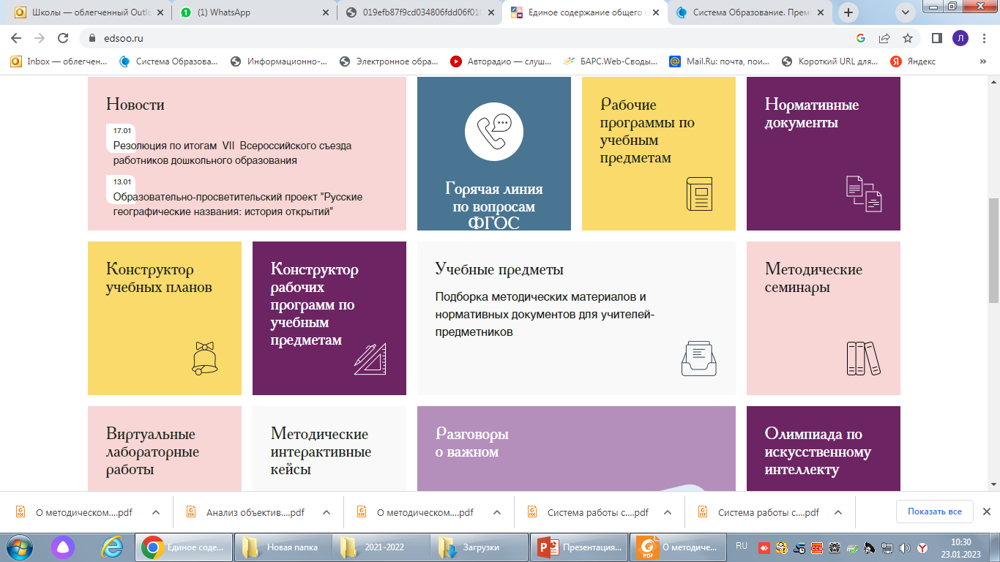 Школы — облегченный Outlo
(1) WhatsApp
019efb87f9cd034806fdd06f010
Единое содержание общего
Система Образование. Прем
edsoo.ru
Л
Inbox — облегчен...
Система Образова...
Информационно-...
Электронное обра...
Авторадио — слуш...
БАРС.Web-Своды...
Mail.Ru: почта, пои...
Короткий URL для...
Яндекс
»
Новости
17.01
Резолюция по итогам VII Всероссийского съезда
работников дошкольного образования
13.01
Образовательно-просветительский проект "Русские
географические названия: история открытий"
Горячая линия
по вопросам
ФГОС
Рабочие
программы по
учебным
предметам
Нормативные
документы
Конструктор
учебных планов
Конструктор
рабочих
программ по
учебным
предметам
Учебные предметы
Подборка методических материалов и
нормативных документов для учителей-
предметников
Методические
семинары
Виртуальные
лабораторные
работы
Методические
интерактивные
кейсы
Разговоры
о важном
Олимпиада по
искусственному
интеллекту
О методическом....pdf
Анализ объектив....pdf
О методическом....pdf
Система работы с....pdf
Система работы с....pdf
Показать все
Единое соде...
Новая папка
2021-2022
Загрузки
Презентация...
О методиче...
RU
10:30
23.01.2023